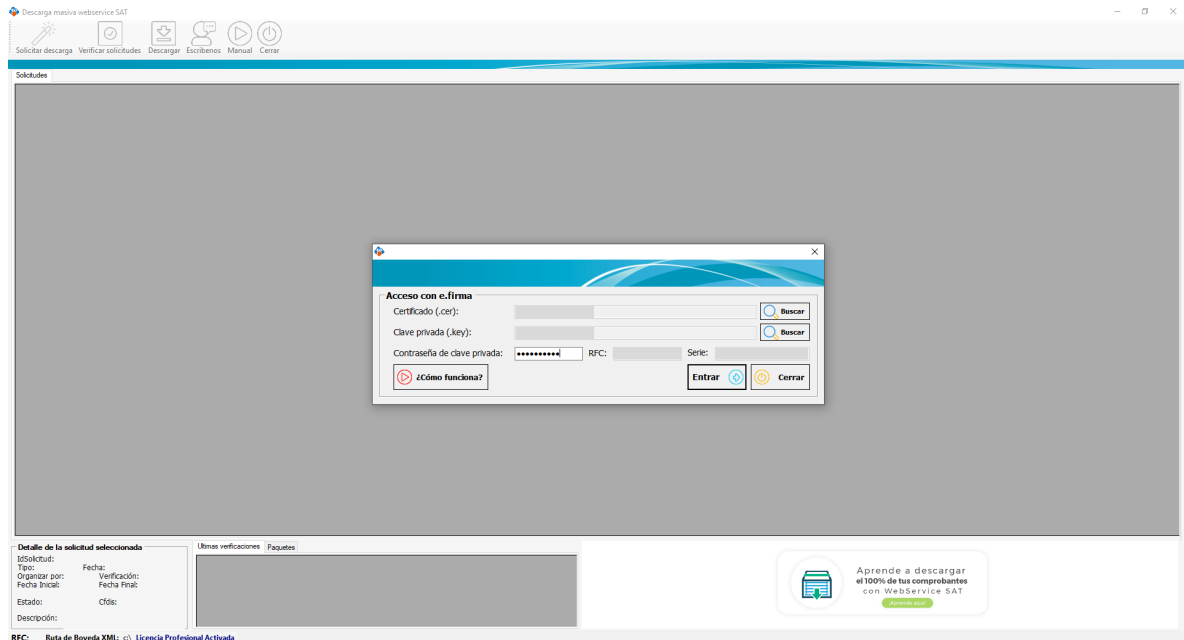 Descarga masiva webservice SAT
Solicitar descarga Verificar solicitudes Descargar Escríbenos Manual Cerrar
Solicitudes
Acceso con e.firma
Certificado (.cer): Buscar
Clave privada (.key): Buscar
Contraseña de clave privada: •••••••••• RFC: Serie:
¿Cómo funciona? Entrar Cerrar
Detalle de la solicitud seleccionada
IdSolicitud:
Tipo: Fecha:
Organizar por: Verificación:
Fecha Inicial: Fecha Final:
Estado: Cfdis:
Descripción:
Ultimas verificaciones Paquetes
Aprende a descargar
el 100% de tus comprobantes
con WebService SAT
¡Aprende aquí!
RFC: Ruta de Boveda XML: c:\ Licencia Profesional Activada